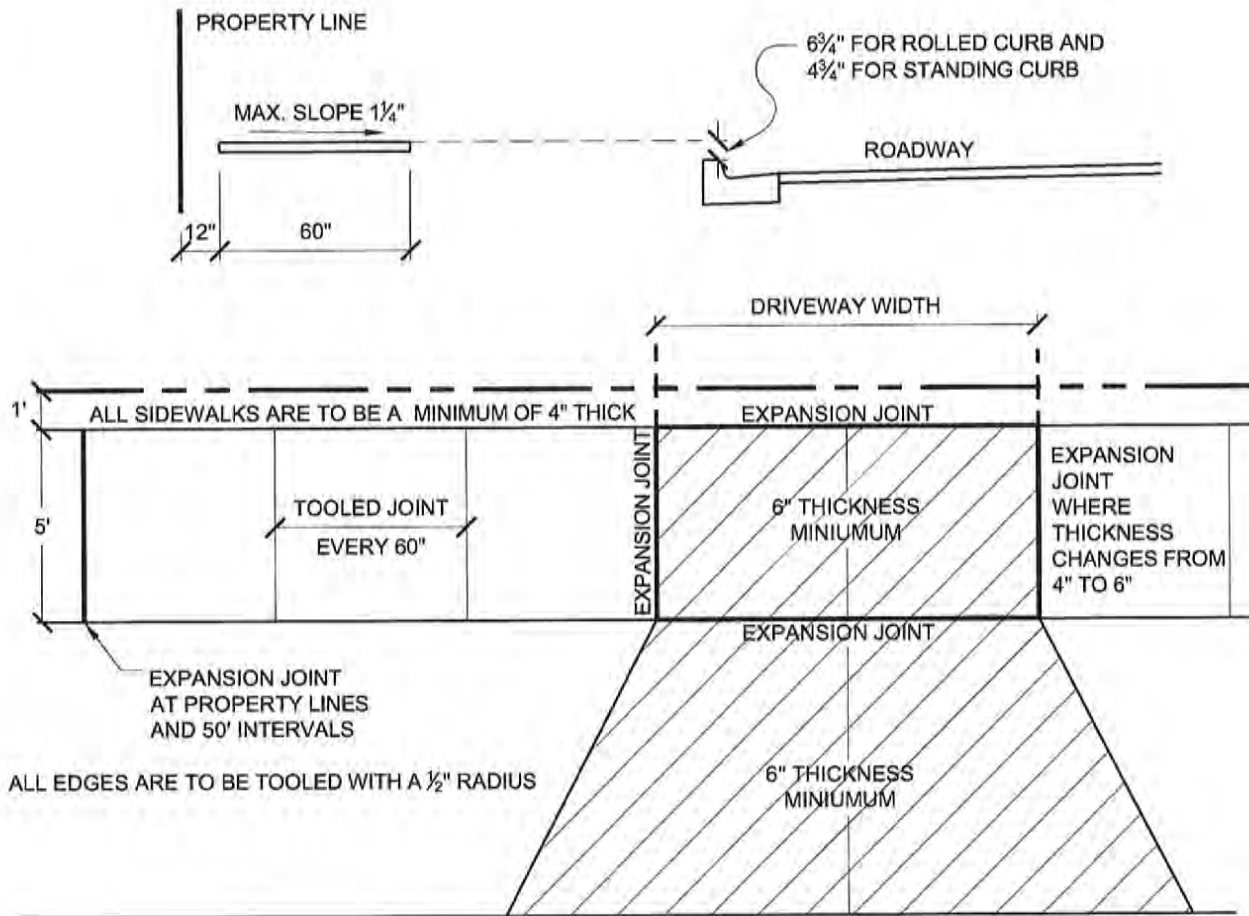 PROPERTY LINE
6¾" FOR ROLLED CURB AND
4¾" FOR STANDING CURB
MAX. SLOPE 1¼"
ROADWAY
12"
60"
DRIVEWAY WIDTH
1'
ALL SIDEWALKS ARE TO BE A MINIMUM OF 4" THICK
EXPANSION JOINT
5'
TOOLED JOINT
EVERY 60"
EXPANSION JOINT
6" THICKNESS
MINIUMUM
EXPANSION
JOINT
WHERE
THICKNESS
CHANGES FROM
4" TO 6"
EXPANSION JOINT
EXPANSION JOINT
AT PROPERTY LINES
AND 50' INTERVALS
ALL EDGES ARE TO BE TOOLED WITH A ½" RADIUS
6" THICKNESS
MINIUMUM